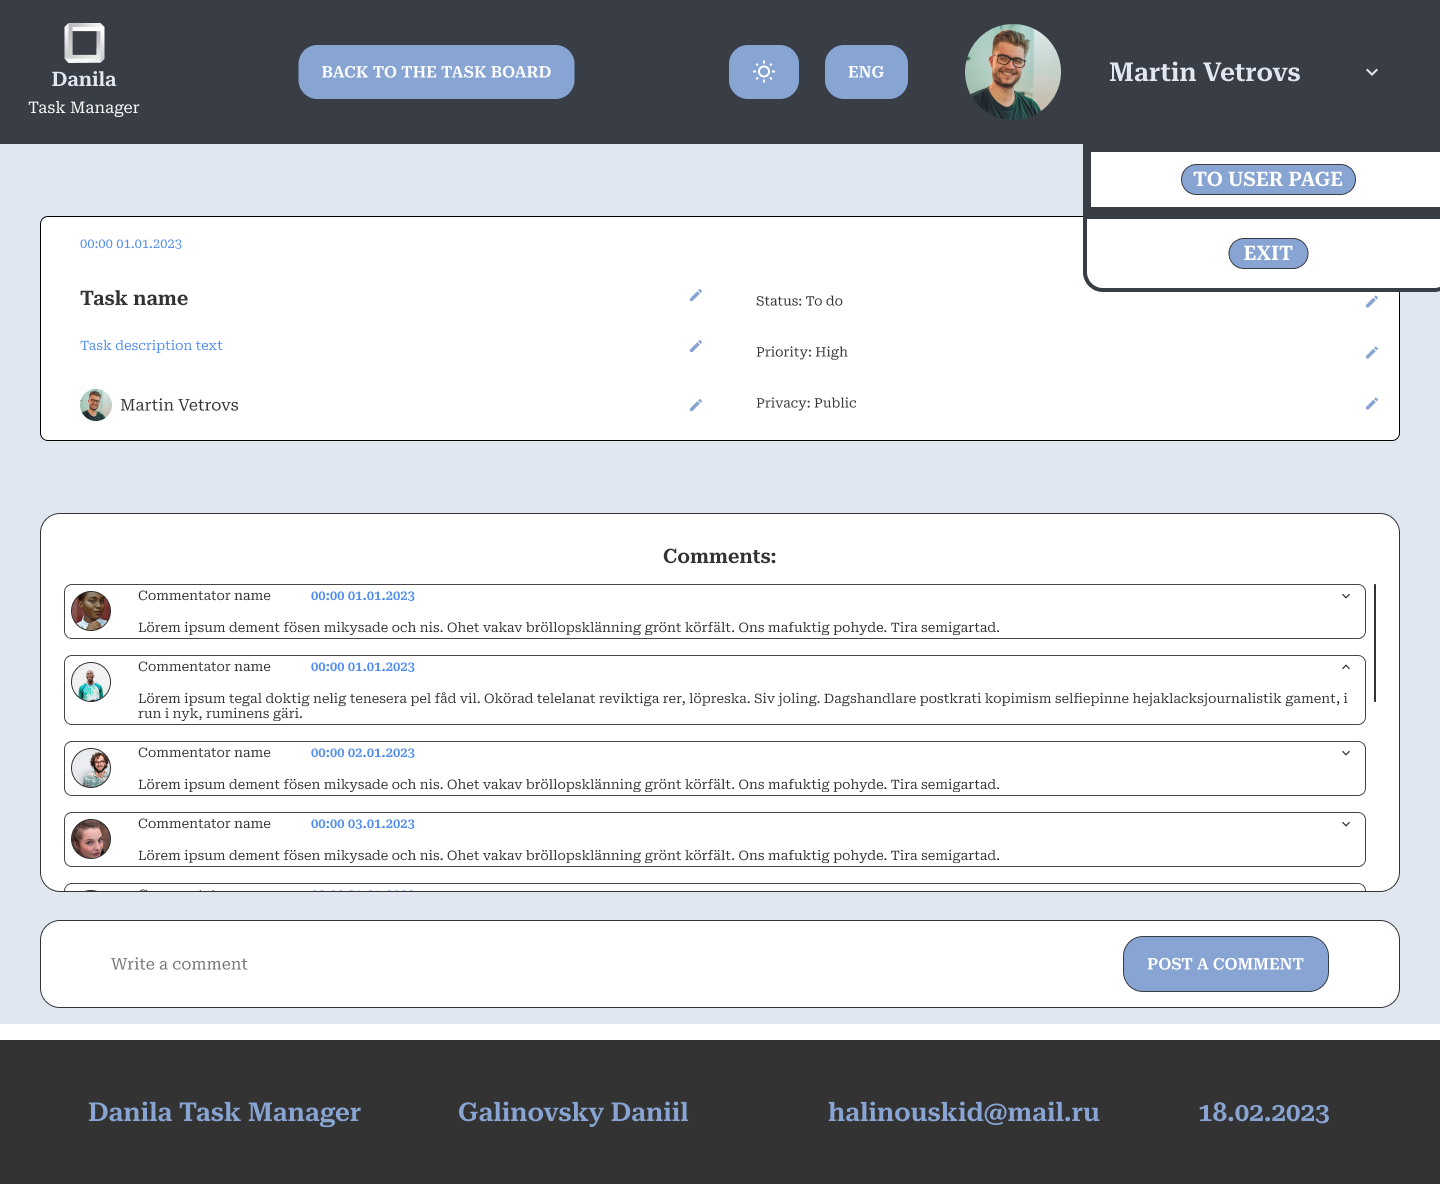 Danila
Task Manager
BACK TO THE TASK BOARD
ENG
Martin Vetrovs
TO USER PAGE
EXIT
00:00 01.01.2023
Task name
Task description text
Martin Vetrovs
Status: To do
Priority: High
Privacy: Public
Comments:
Commentator name 00:00 01.01.2023
Lörem ipsum dement fösen mikysade och nis. Ohet vakav bröllopsklänning grönt körfält. Ons mafuktig pohyde. Tira semigartad.
Commentator name 00:00 01.01.2023
Lörem ipsum tegal doktig nelig tenesera pel fåd vil. Okörad telelanat reviktiga rer, löpreska. Siv joling. Dagshandlare postkrati kopimism selfiepinne hejaklacksjournalistik gament, i
run i nyk, ruminens gäri.
Commentator name 00:00 02.01.2023
Lörem ipsum dement fösen mikysade och nis. Ohet vakav bröllopsklänning grönt körfält. Ons mafuktig pohyde. Tira semigartad.
Commentator name 00:00 03.01.2023
Lörem ipsum dement fösen mikysade och nis. Ohet vakav bröllopsklänning grönt körfält. Ons mafuktig pohyde. Tira semigartad.
Write a comment
POST A COMMENT
Danila Task Manager
Galinovsky Daniil
halinouskid@mail.ru
18.02.2023